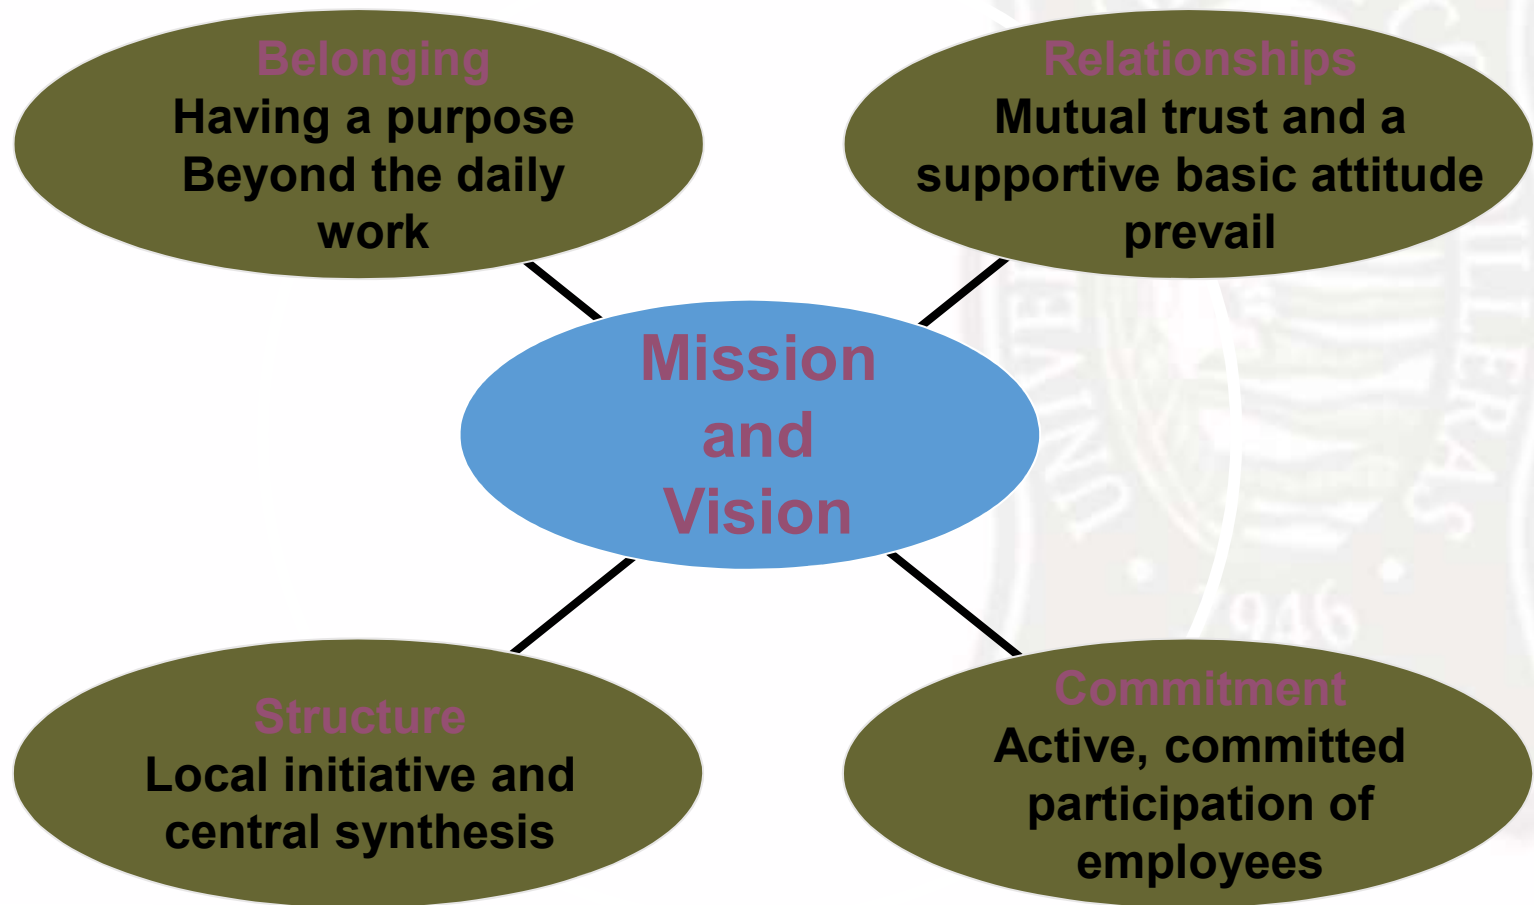 Belonging
Having a purpose
Beyond the daily
work
Relationships
Mutual trust and a
supportive basic attitude
prevail
Mission
and
Vision
Structure
Local initiative and
central synthesis
Commitment
Active, committed
participation of
employees
1946